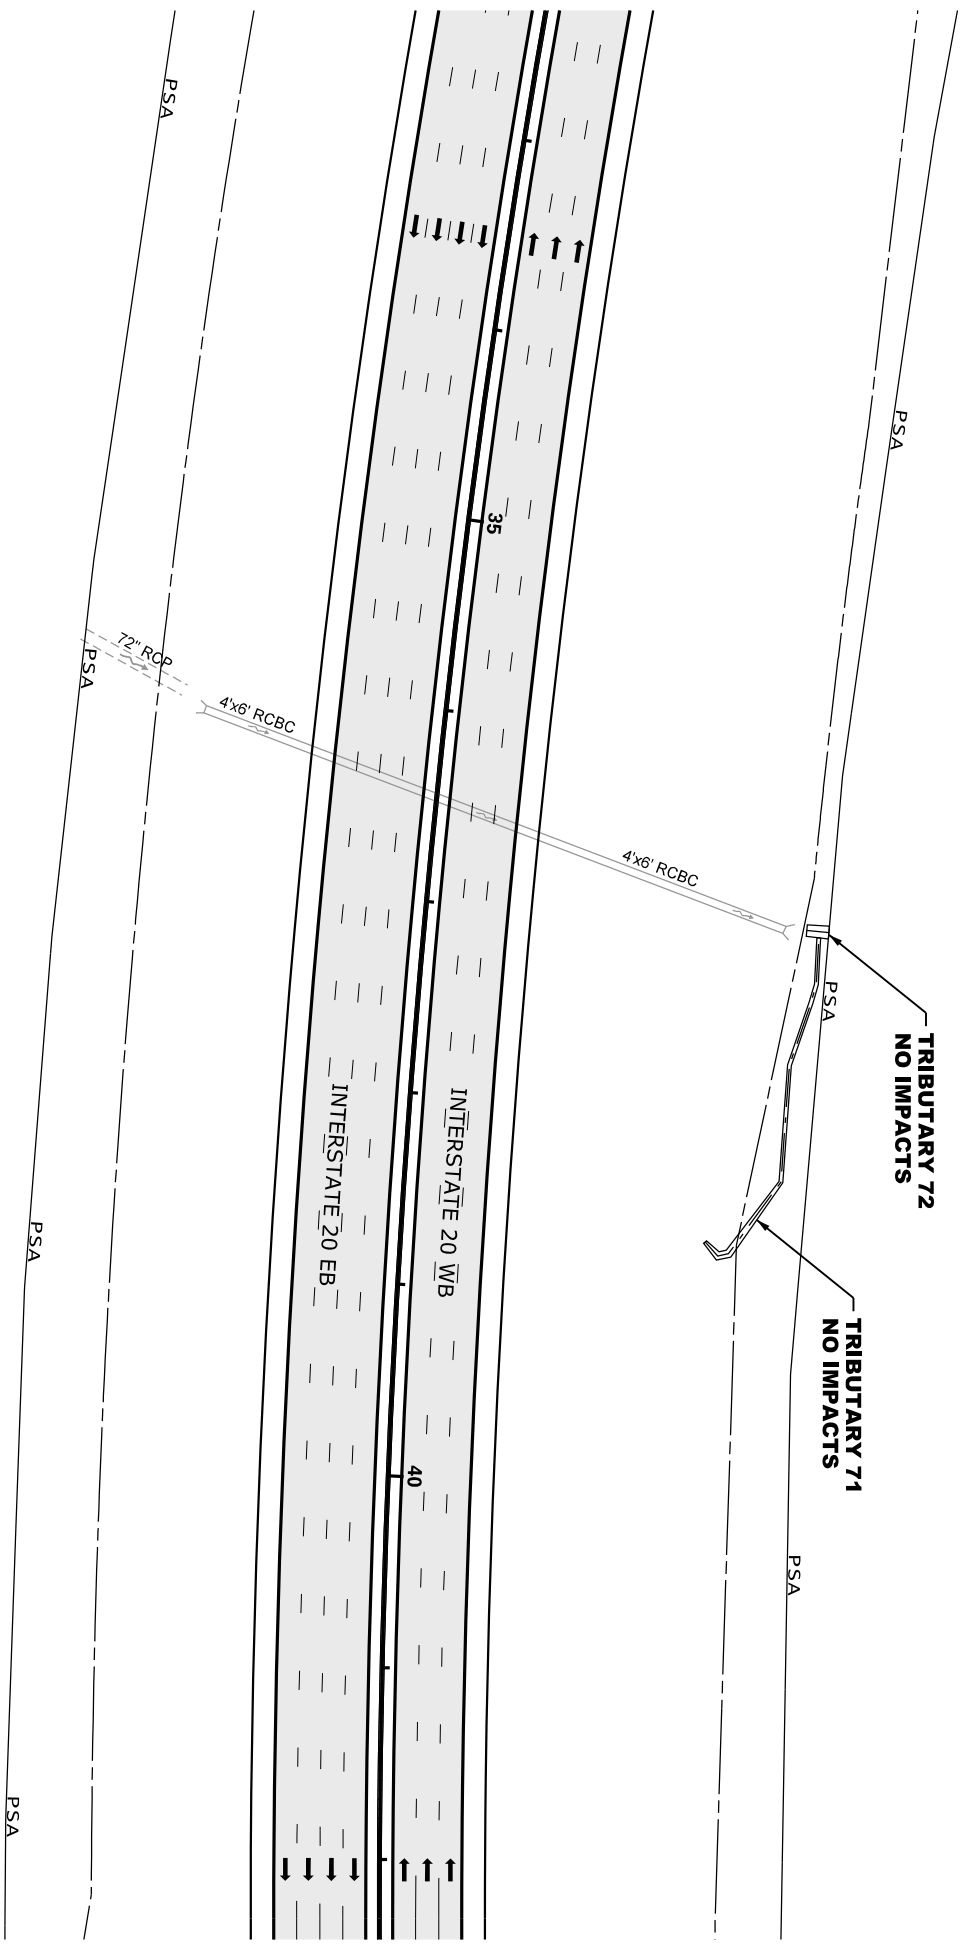 PSA
PSA
35
72" RCP
PSA
4'x6' RCBC
4'x6' RCBC
PSA
TRIBUTARY 72
NO IMPACTS
INTERSTATE 20 WB
INTERSTATE 20 EB
PSA
TRIBUTARY 71
NO IMPACTS
40
PSA
PSA